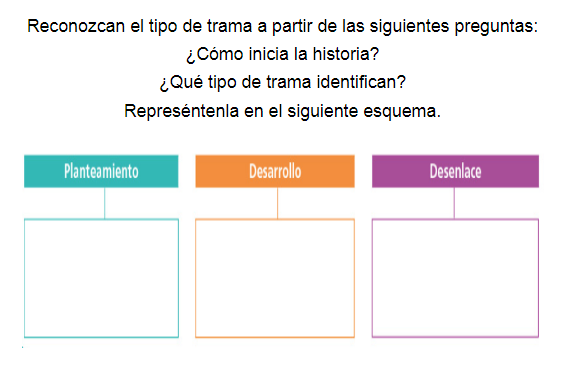 Reconozcan el tipo de trama a partir de las siguientes preguntas:
¿Cómo inicia la historia?
¿Qué tipo de trama identifican?
Represéntenla en el siguiente esquema.
Planteamiento
Desarrollo
Desenlace